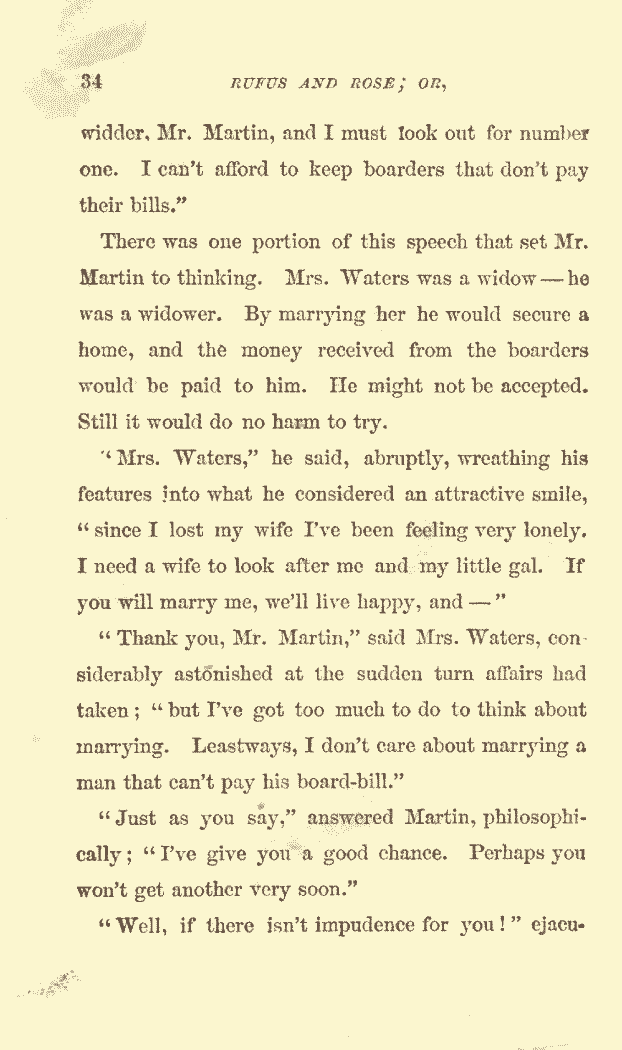 34 RUFUS AND ROSE; OR,
widder, Mr. Martin, and I must look out for number
one. I can't afford to keep boarders that don't pay
their bills."
There was one portion of this speech that set Mr.
Martin to thinking. Mrs. Waters was a widow — he
was a widower. By marrying her he would secure a
home, and the money received from the boarders
would be paid to him. He might not be accepted.
Still it would do no harm to try.
"Mrs. Waters," he said, abruptly, wreathing his
features into what he considered an attractive smile,
"since I lost my wife I've been feeling very lonely.
I need a wife to look after me and my little gal. If
you will marry me, we'll live happy, and — "
"Thank you, Mr. Martin," said Mrs. Waters, con-
siderably astonished at the sudden turn affairs had
taken; "but I've got too much to do to think about
marrying. Leastways, I don't care about marrying a
man that can't pay his board-bill."
"Just as you say," answered Martin, philosophi-
cally; "I've give you a good chance. Perhaps you
won't get another very soon."
"Well, if there isn't impudence for you!" ejacu-